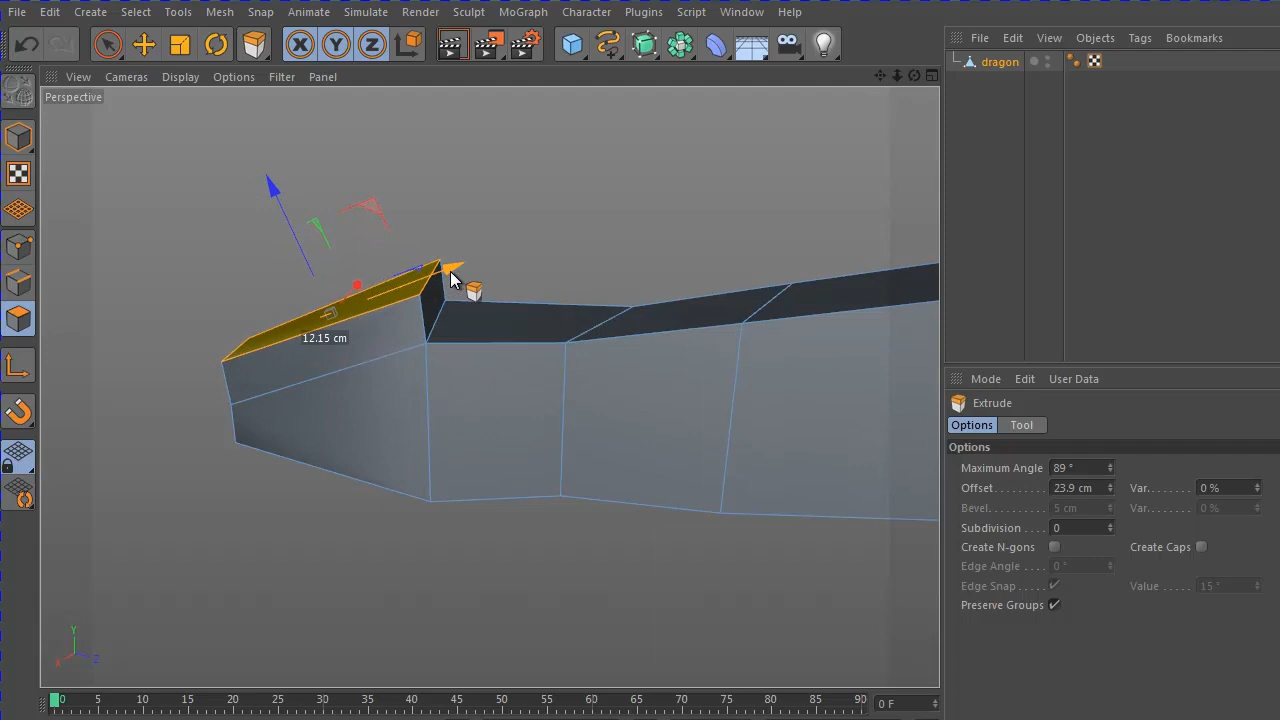 File Edit Create Select Tools Mesh Snap Animate Simulate Render Sculpt MoGraph Character Plugins Script Window Help
X Y Z
File Edit View Objects Tags Bookmarks
dragon
View Cameras Display Options Filter Panel
Perspective
12.15 cm
Mode Edit User Data
Extrude
Options Tool
Options
Maximum Angle 89 °
Offset . . . . . . . . . 23.9 cm Var. . . . . . . . . 0 %
Bevel. . . . . . . . . . 5 cm Var. . . . . . . . . 0 %
Subdivision . . . . 0
Create N-gons Create Caps
Edge Angle . . . . 0 °
Edge Snap . . . . Value . . . . . . 15 °
Preserve Groups
Y
X Z
0 5 10 15 20 25 30 35 40 45 50 55 60 65 70 75 80 85 90 0 F